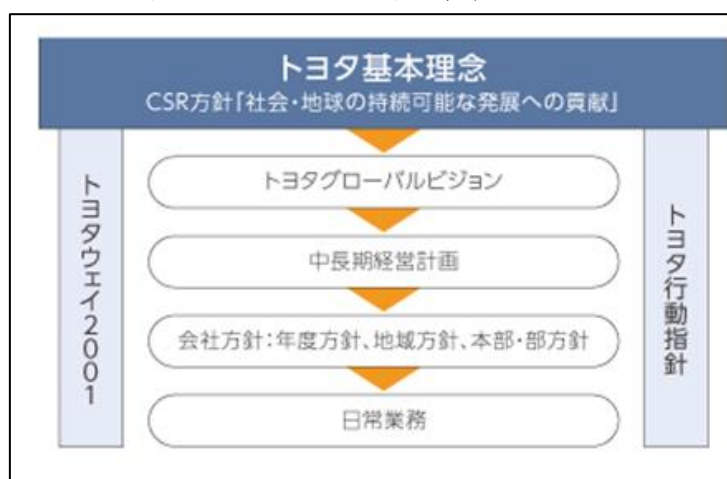 トヨタ基本理念
CSR方針「社会・地球の持続可能な発展への貢献」
トヨタウェイ2001
トヨタグローバルビジョン
中長期経営計画
会社方針：年度方針、地域方針、本部・部方針
日常業務
トヨタ行動指針